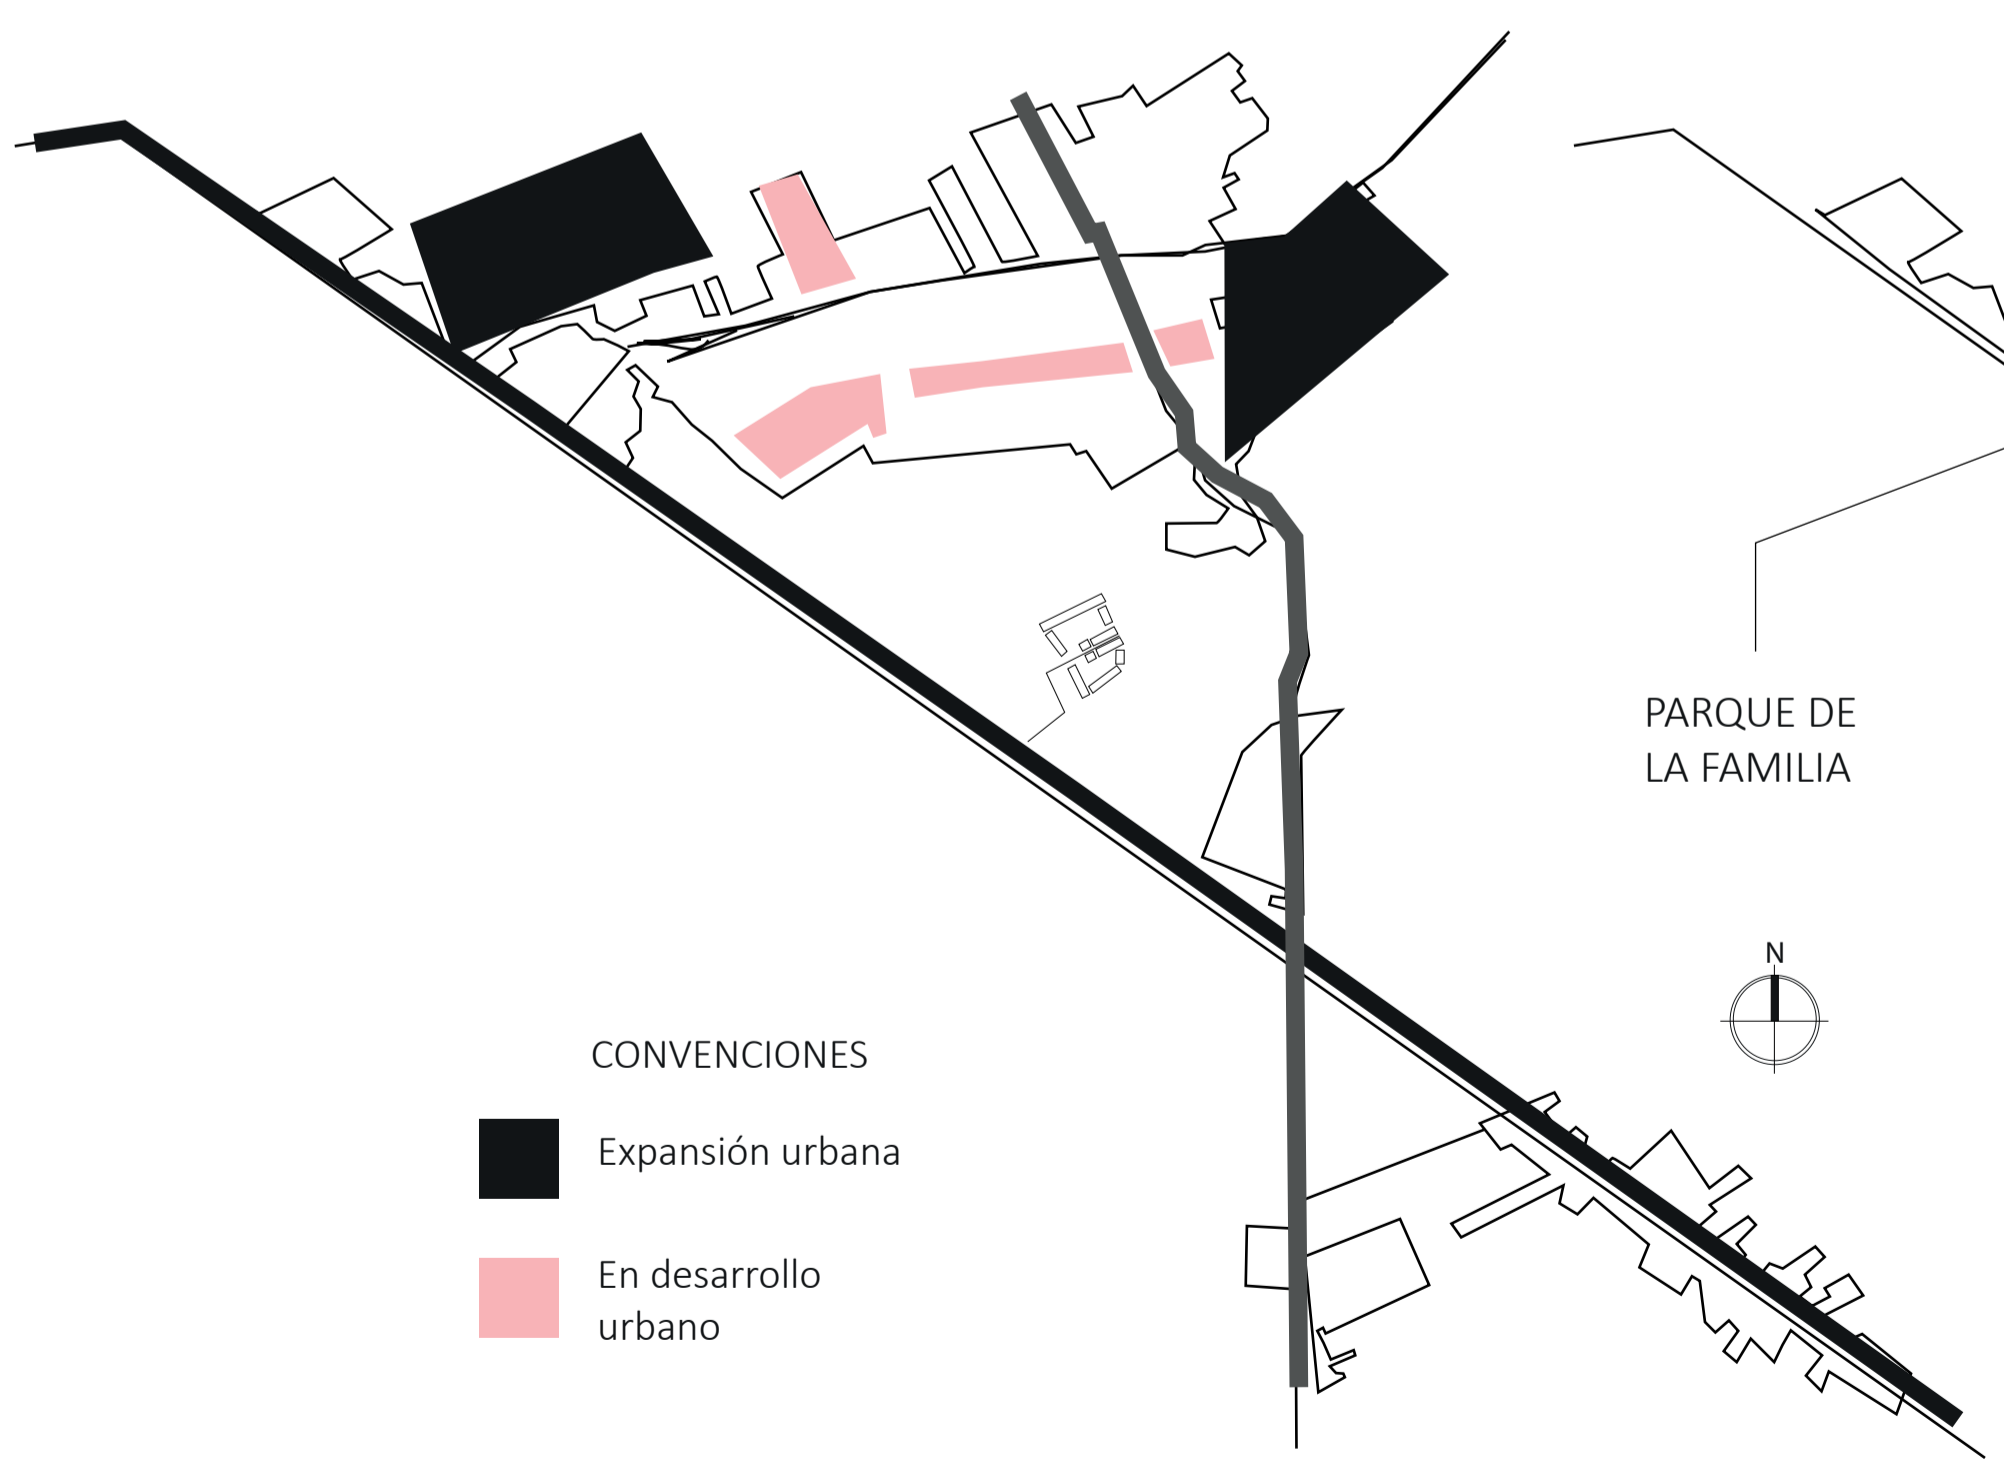 PARQUE DE
LA FAMILIA
N
CONVENCIONES
Expansión urbana
En desarrollo
urbano